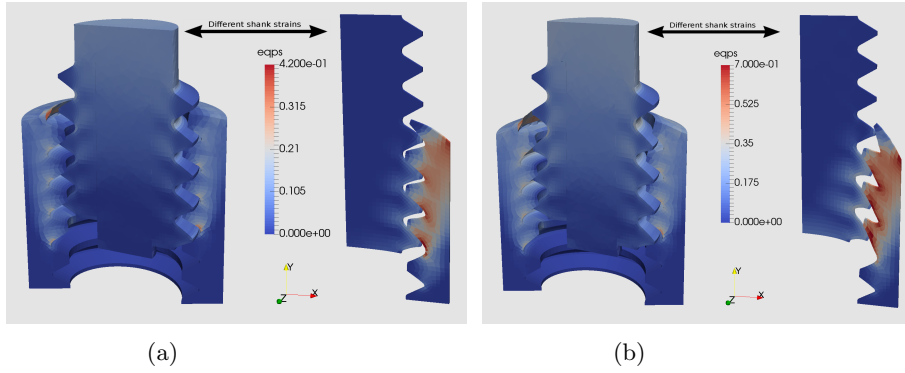 Different shank strains
eqps
4.200e-01
0.315
0.21
0.105
0.000e+00
Y
X
Z
(a)
Different shank strains
eqps
7.000e-01
0.525
0.35
0.175
0.000e+00
Y
X
Z
(b)